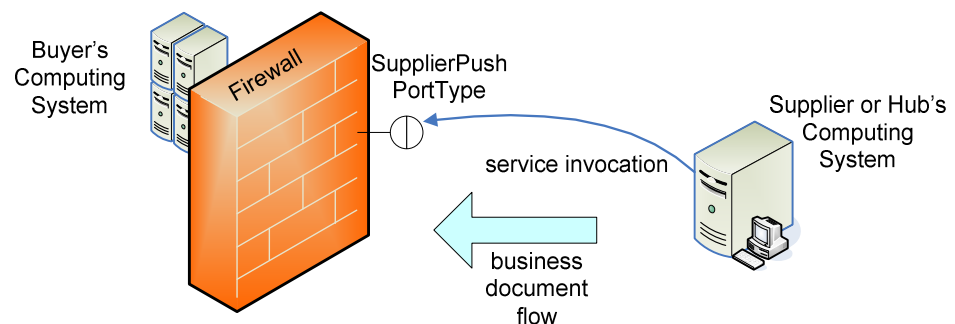 Buyer's
Computing
System
Firewall
SupplierPush
PortType
Supplier or Hub's
Computing
System
service invocation
business
document
flow